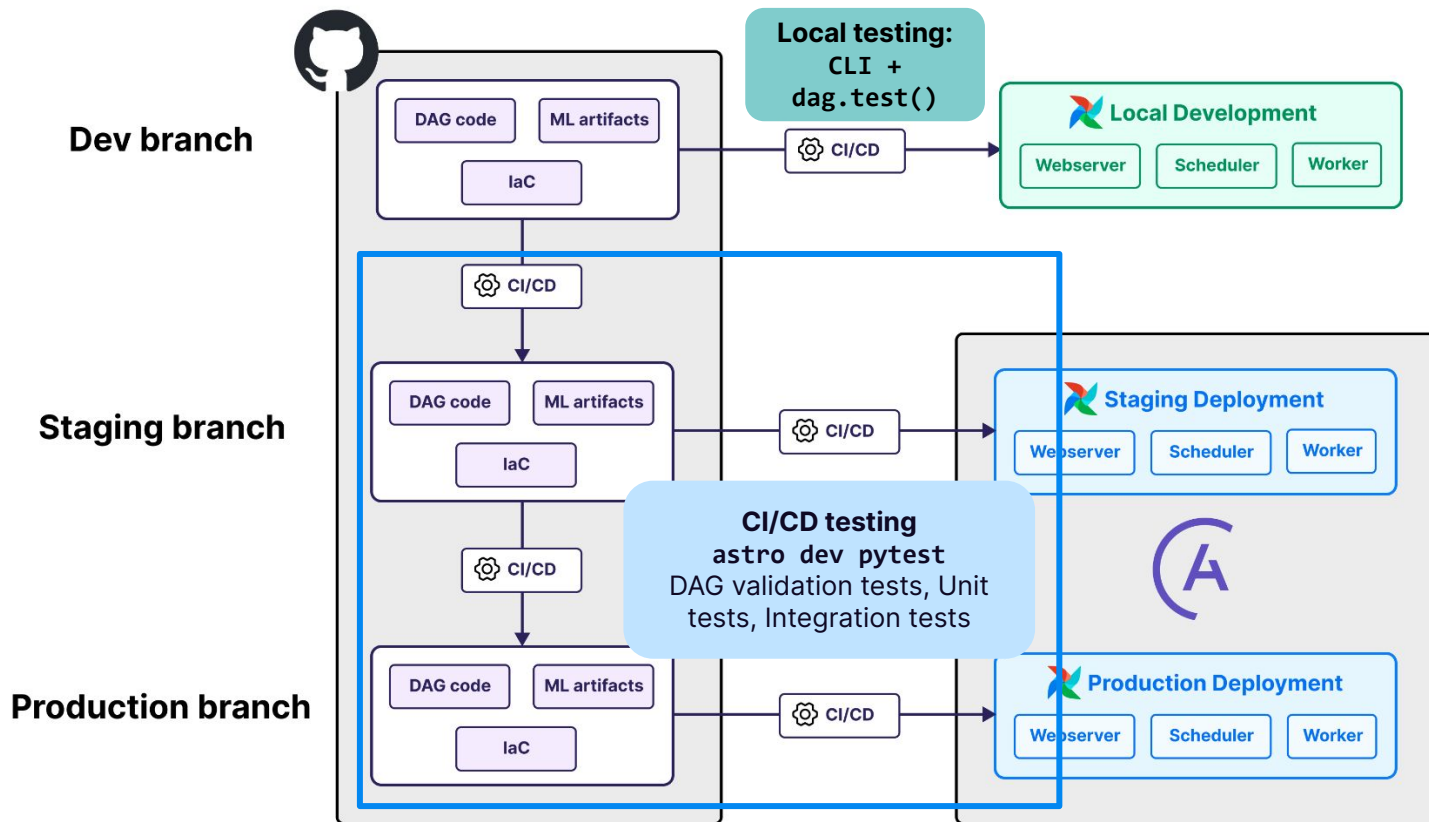 Local testing:
CLI +
dag.test()
Dev branch
DAG code
ML artifacts
IaC
CI/CD
Local Development
Webserver
Scheduler
Worker
CI/CD
Staging branch
DAG code
ML artifacts
IaC
CI/CD
Staging Deployment
Webserver
Scheduler
Worker
CI/CD testing
astro dev pytest
DAG validation tests, Unit
tests, Integration tests
CI/CD
Production branch
DAG code
ML artifacts
IaC
CI/CD
Production Deployment
Webserver
Scheduler
Worker